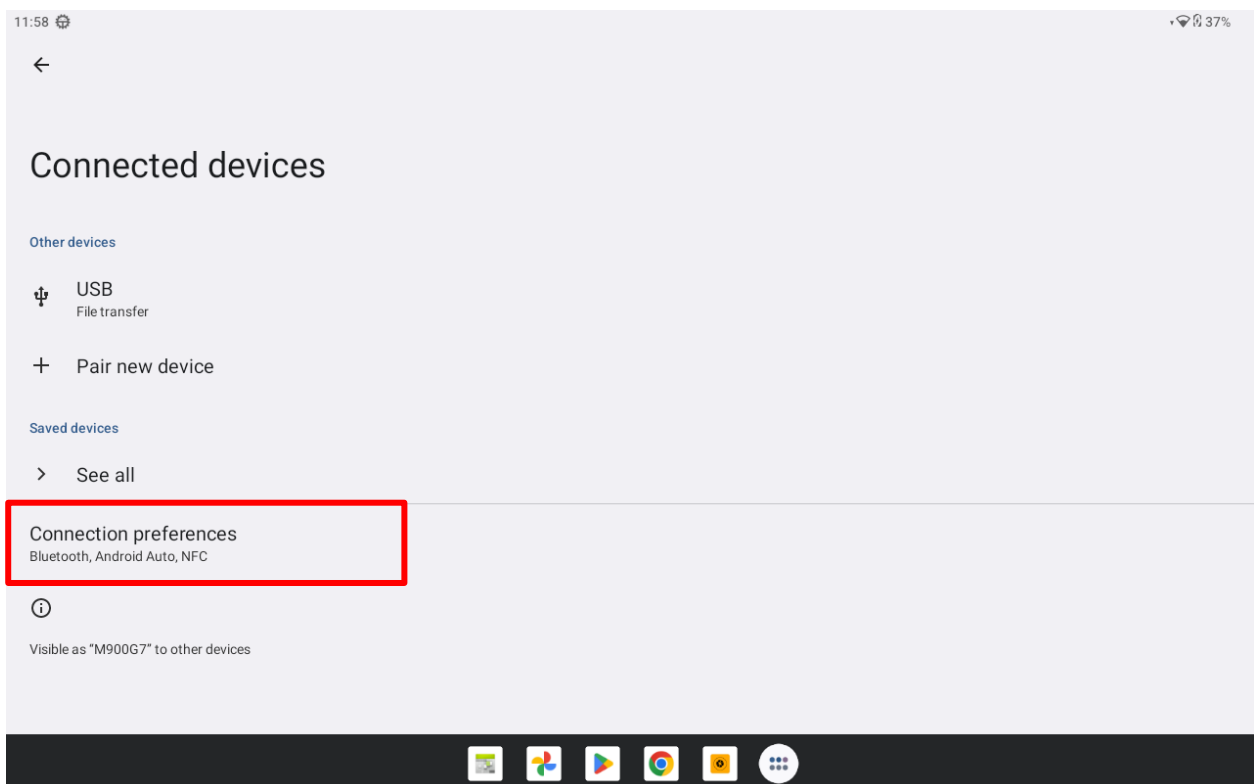 11:58 37%
Connected devices
Other devices
USB
File transfer
Pair new device
Saved devices
See all
Connection preferences
Bluetooth, Android Auto, NFC
Visible as “M900G7” to other devices